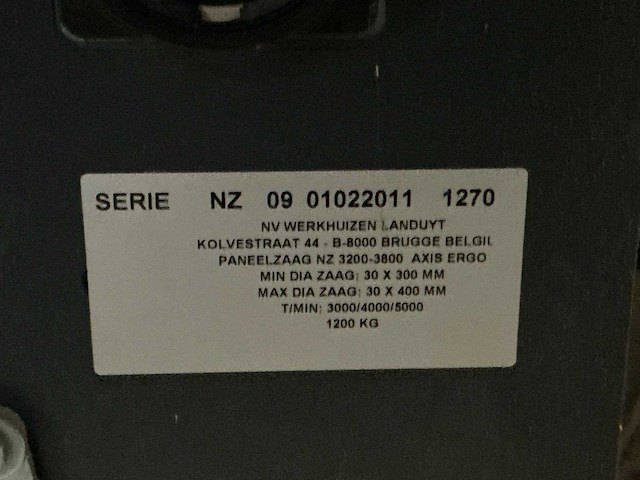 SERIE NZ 09 01022011 1270
NV WERKHUIZEN LANDUYT
KOLVESTRAAT 44 - B-8000 BRUGGE BELGIE
PANEELZAAG NZ 3200-3800 AXIS ERGO
MIN DIA ZAAG: 30 X 300 MM
MAX DIA ZAAG: 30 X 400 MM
T/MIN: 3000/4000/5000
1200 KG